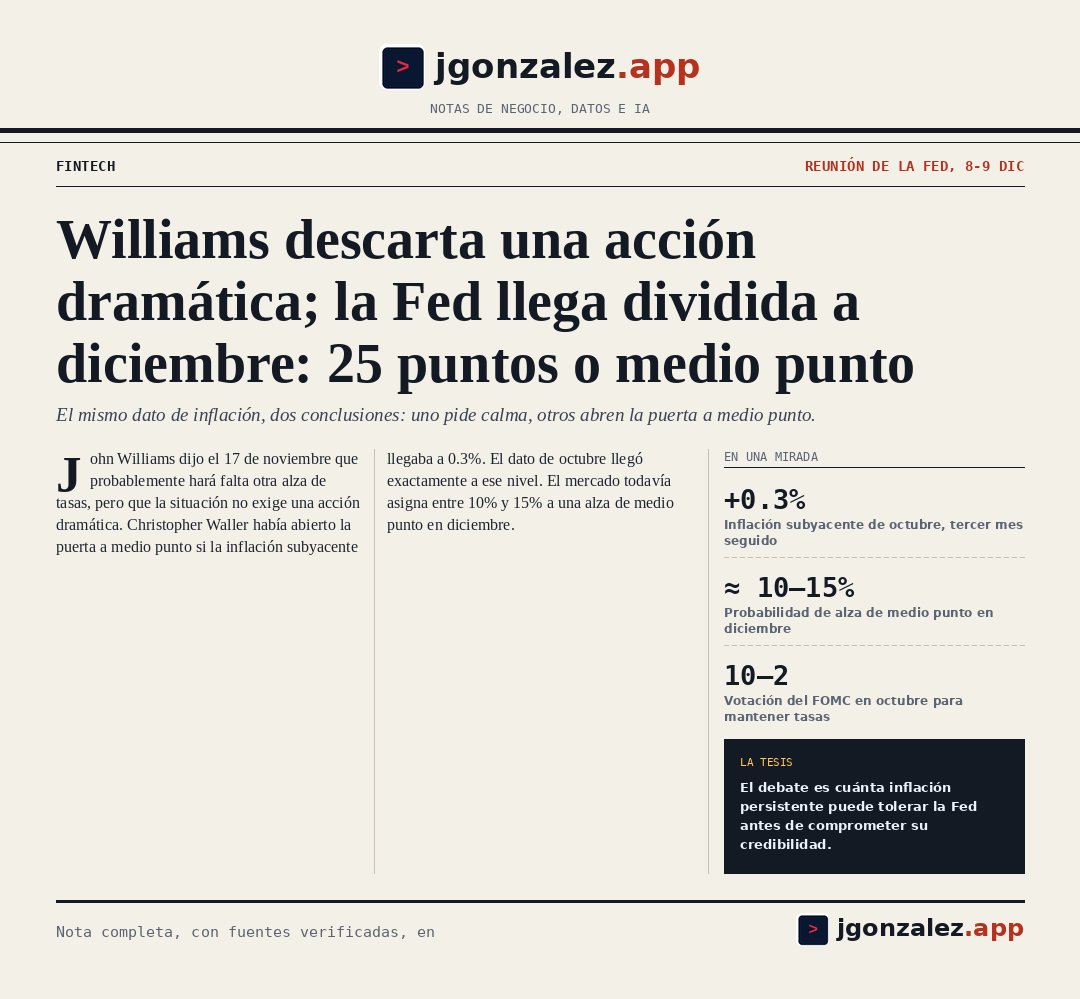 > jgonzalez.app
NOTAS DE NEGOCIO, DATOS E IA
FINTECH
REUNIÓN DE LA FED, 8-9 DIC
Williams descarta una acción
dramática; la Fed llega dividida a
diciembre: 25 puntos o medio punto
El mismo dato de inflación, dos conclusiones: uno pide calma, otros abren la puerta a medio punto.
John Williams dijo el 17 de noviembre que
probablemente hará falta otra alza de
tasas, pero que la situación no exige una acción
dramática. Christopher Waller había abierto la
puerta a medio punto si la inflación subyacente
llegaba a 0.3%. El dato de octubre llegó
exactamente a ese nivel. El mercado todavía
asigna entre 10% y 15% a una alza de medio
punto en diciembre.
EN UNA MIRADA
+0.3%
Inflación subyacente de octubre, tercer mes
seguido
≈ 10–15%
Probabilidad de alza de medio punto en
diciembre
10–2
Votación del FOMC en octubre para
mantener tasas
LA TESIS
El debate es cuánta inflación
persistente puede tolerar la Fed
antes de comprometer su
credibilidad.
Nota completa, con fuentes verificadas, en
> jgonzalez.app